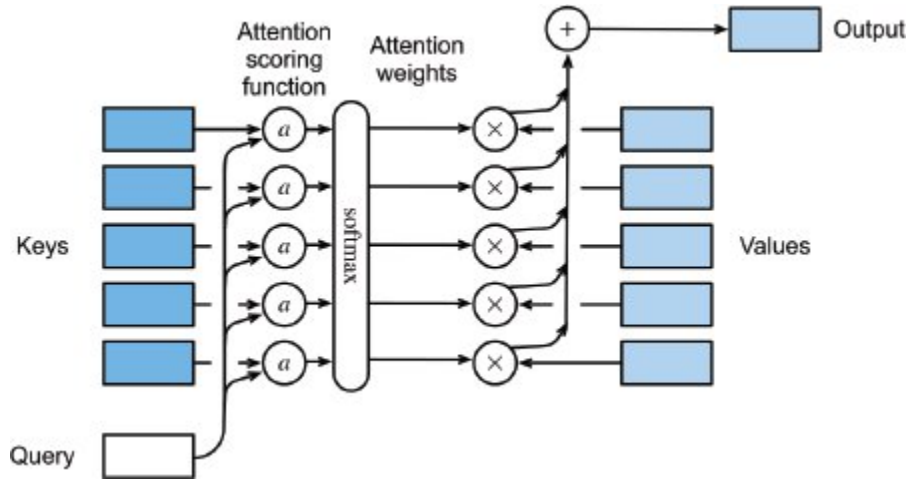 Attention
scoring
function
Attention
weights
+
Output
a
×
a
×
Keys
a
softmax
×
Values
a
×
a
×
Query